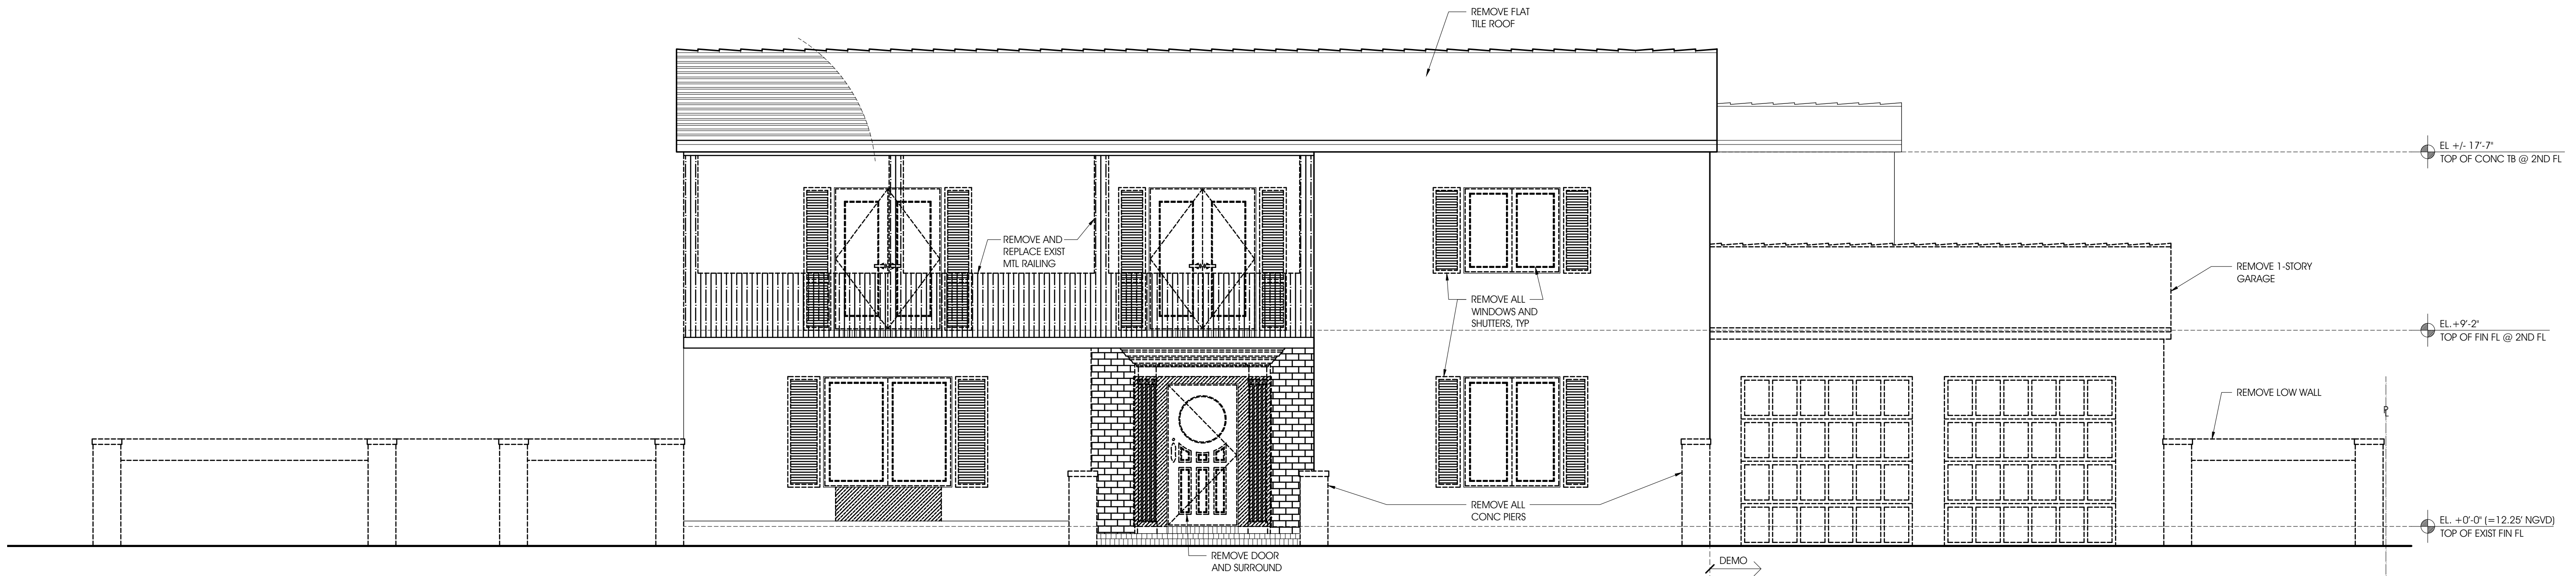 REMOVE FLAT
TILE ROOF
EL +/- 17'-7"
TOP OF CONC TB @ 2ND FL
REMOVE AND
REPLACE EXIST
MTL RAILING
REMOVE 1-STORY
GARAGE
REMOVE ALL
WINDOWS AND
SHUTTERS, TYP
EL.+9'-2"
TOP OF FIN FL @ 2ND FL
REMOVE LOW WALL
PL
REMOVE ALL
CONC PIERS
EL. +0'-0" (=12.25' NGVD)
TOP OF EXIST FIN FL
REMOVE DOOR
AND SURROUND
DEMO